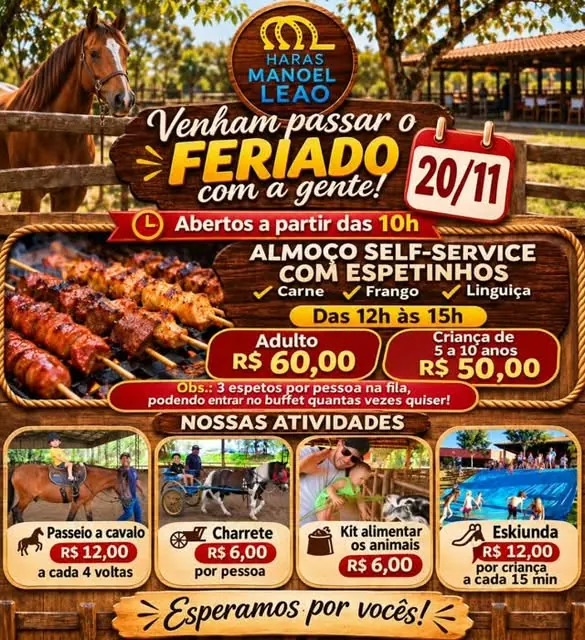 HARAS
MANOEL
LEÃO
Venham passar o
FERIADO
com a gente!
20/11
Abertos a partir das 10h
ALMOÇO SELF-SERVICE
COM ESPETINHOS
Carne Frango Linguiça
Das 12h às 15h
Adulto
R$ 60,00
Criança de
5 a 10 anos
R$ 50,00
Obs.: 3 espetos por pessoa na fila,
podendo entrar no buffet quantas vezes quiser!
NOSSAS ATIVIDADES
Passeio a cavalo
R$ 12,00
a cada 4 voltas
Charrete
R$ 6,00
por pessoa
Kit alimentar
os animais
R$ 6,00
Eskiunda
R$ 12,00
por criança
a cada 15 min
Esperamos por vocês!